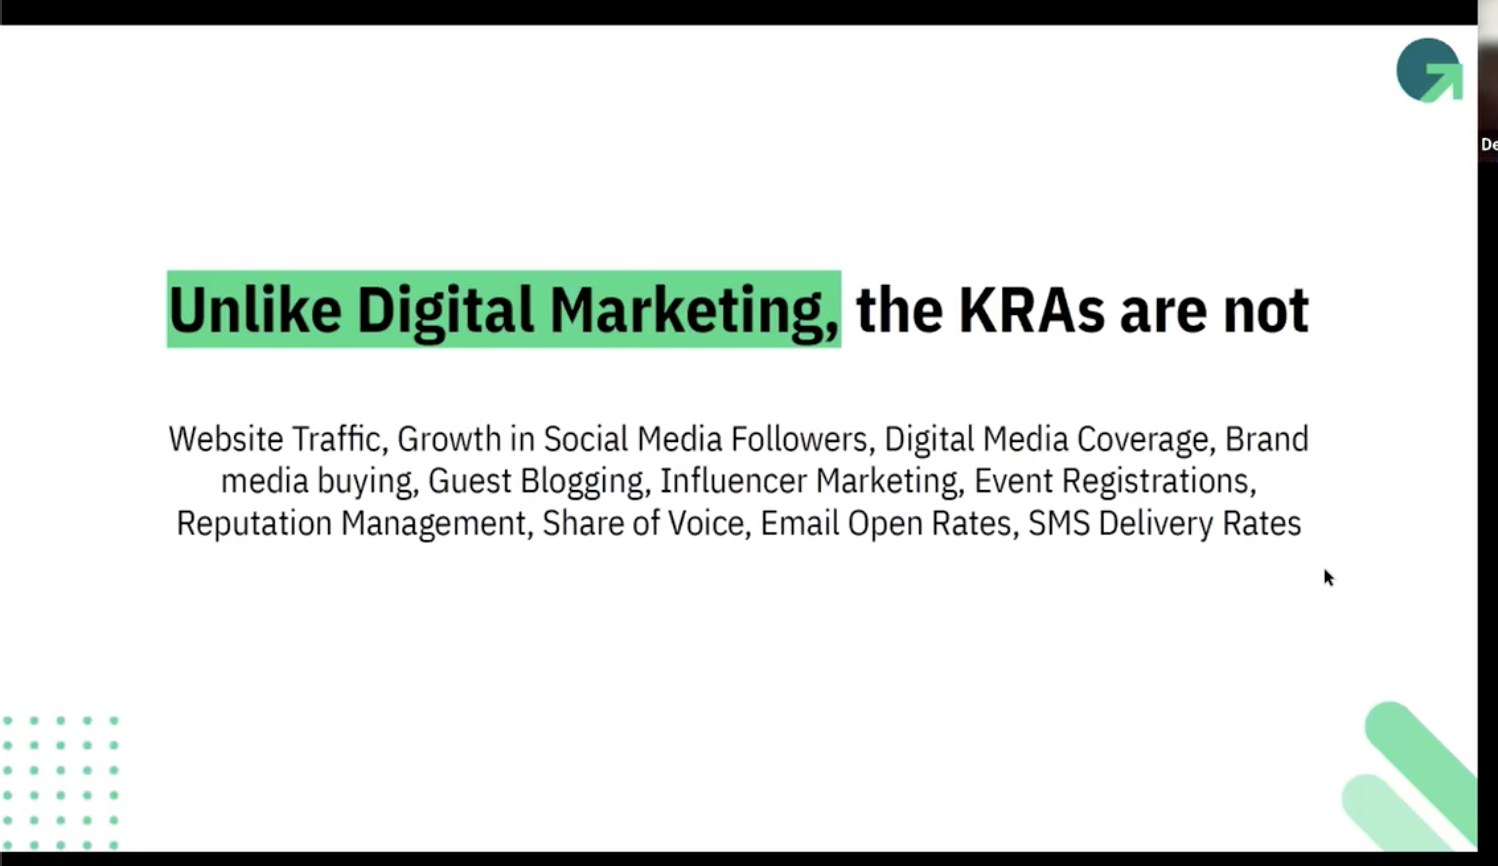 Unlike Digital Marketing, the KRAs are not
Website Traffic, Growth in Social Media Followers, Digital Media Coverage, Brand
media buying, Guest Blogging, Influencer Marketing, Event Registrations,
Reputation Management, Share of Voice, Email Open Rates, SMS Delivery Rates